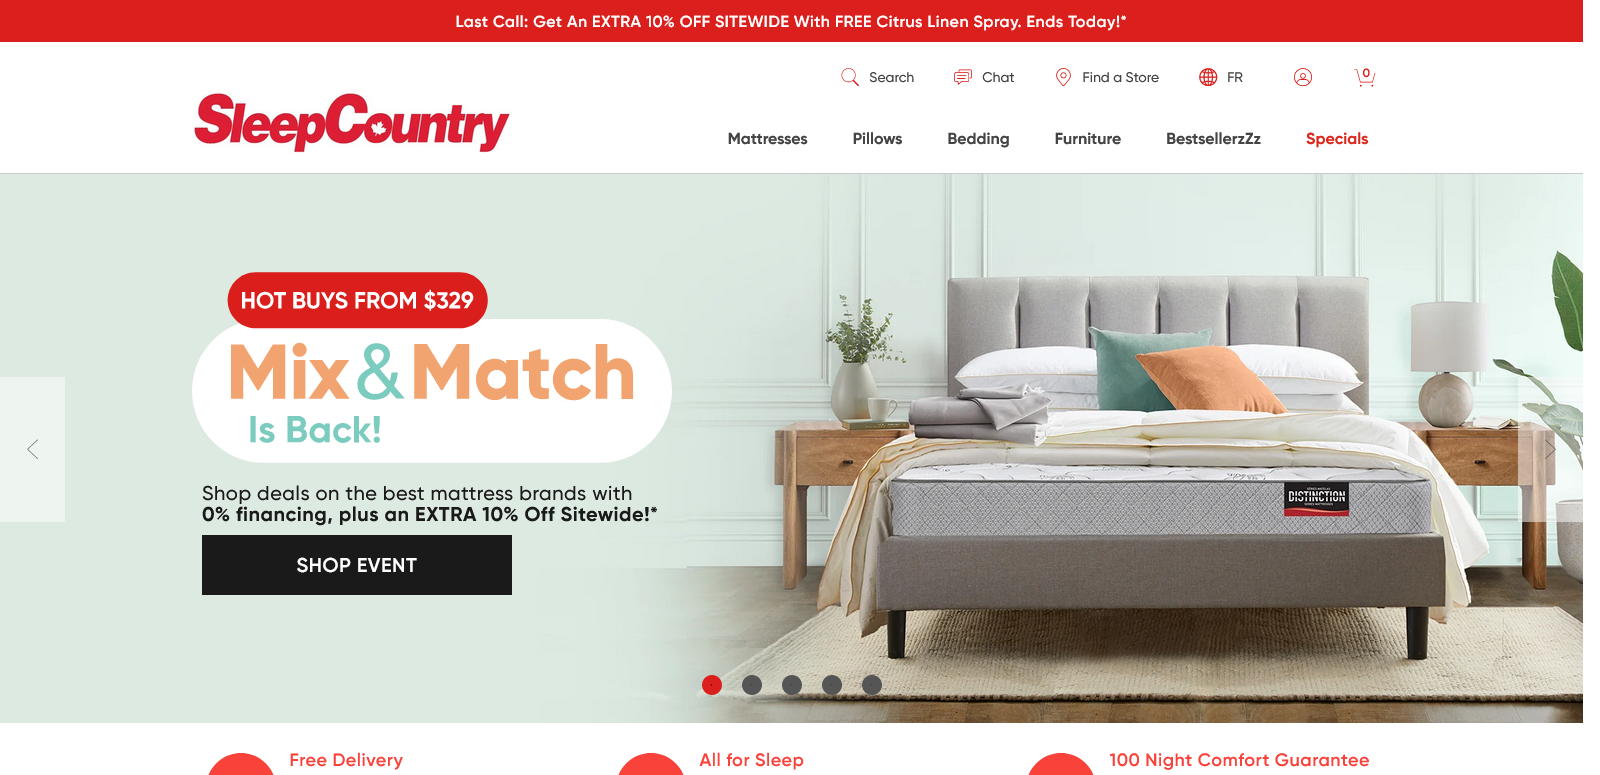 Last Call: Get An EXTRA 10% OFF SITEWIDE With FREE Citrus Linen Spray. Ends Today!*
Search
Chat
Find a Store
FR
0
SleepCountry
Mattresses
Pillows
Bedding
Furniture
BestsellerzZz
Specials
HOT BUYS FROM $329
Mix & Match
Is Back!
Shop deals on the best mattress brands with
0% financing, plus an EXTRA 10% Off Sitewide!*
SHOP EVENT
DISTINCTION
Free Delivery
All for Sleep
100 Night Comfort Guarantee